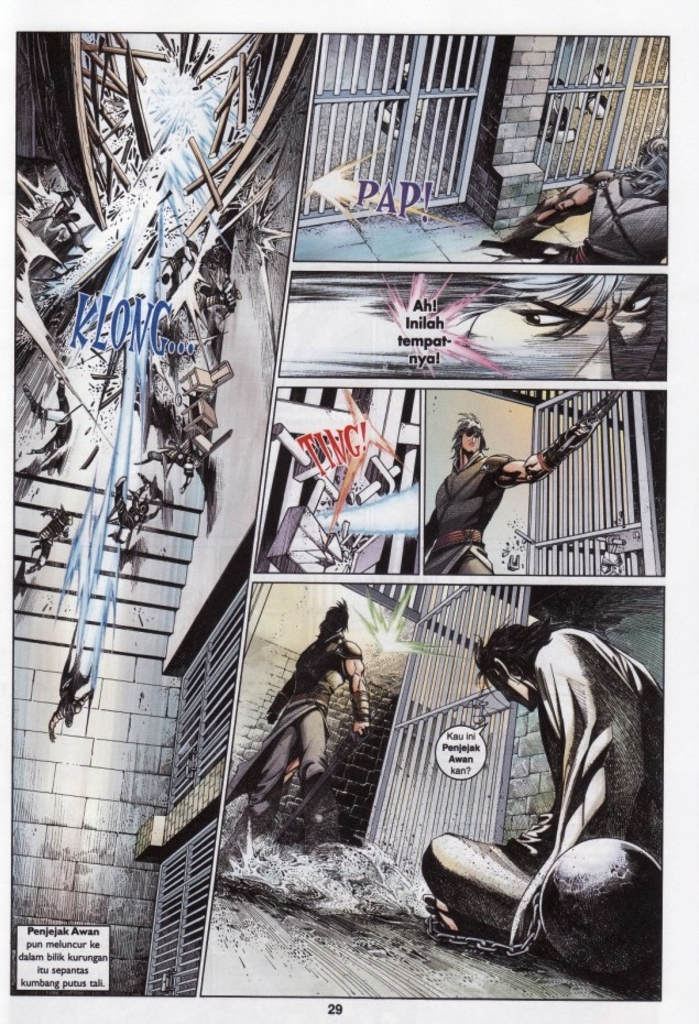 KLONG...
Penjejak Awan
pun meluncur ke
dalam bilik kurungan
itu sepantas
kumbang putus tali.
PAP!
Ah!
Inilah
tempat-
nya!
TING!
Kau ini
Penjejak
Awan
kan?
29